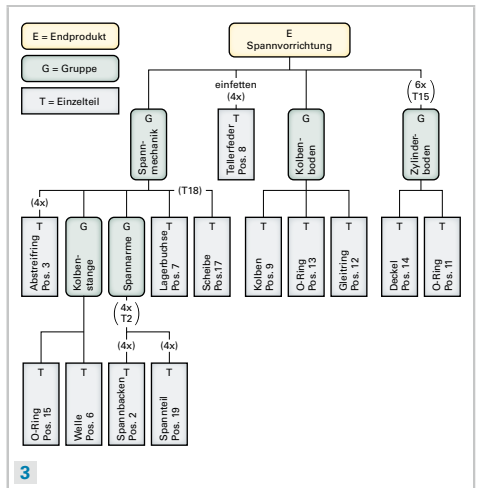 E = Endprodukt
G = Gruppe
T = Einzelteil
E
Spannvorrichtung
einfetten
(4x)
(6x
T15)
G
Spann-
mechanik
T
Tellerfeder
Pos. 8
G
Kolben-
boden
G
Zylinder-
boden
(T18)
(4x)
T
Abstreifring
Pos. 3
G
Kolben-
stange
G
Spannarme
T
Lagerbuchse
Pos. 7
T
Scheibe
Pos.17
T
Kolben
Pos. 9
T
O-Ring
Pos. 13
T
Gleitring
Pos. 12
T
Deckel
Pos. 14
T
O-Ring
Pos. 11
(4x
T2)
(4x)
(4x)
T
O-Ring
Pos. 15
T
Welle
Pos. 6
T
Spannbacken
Pos. 2
T
Spannteil
Pos. 19
3